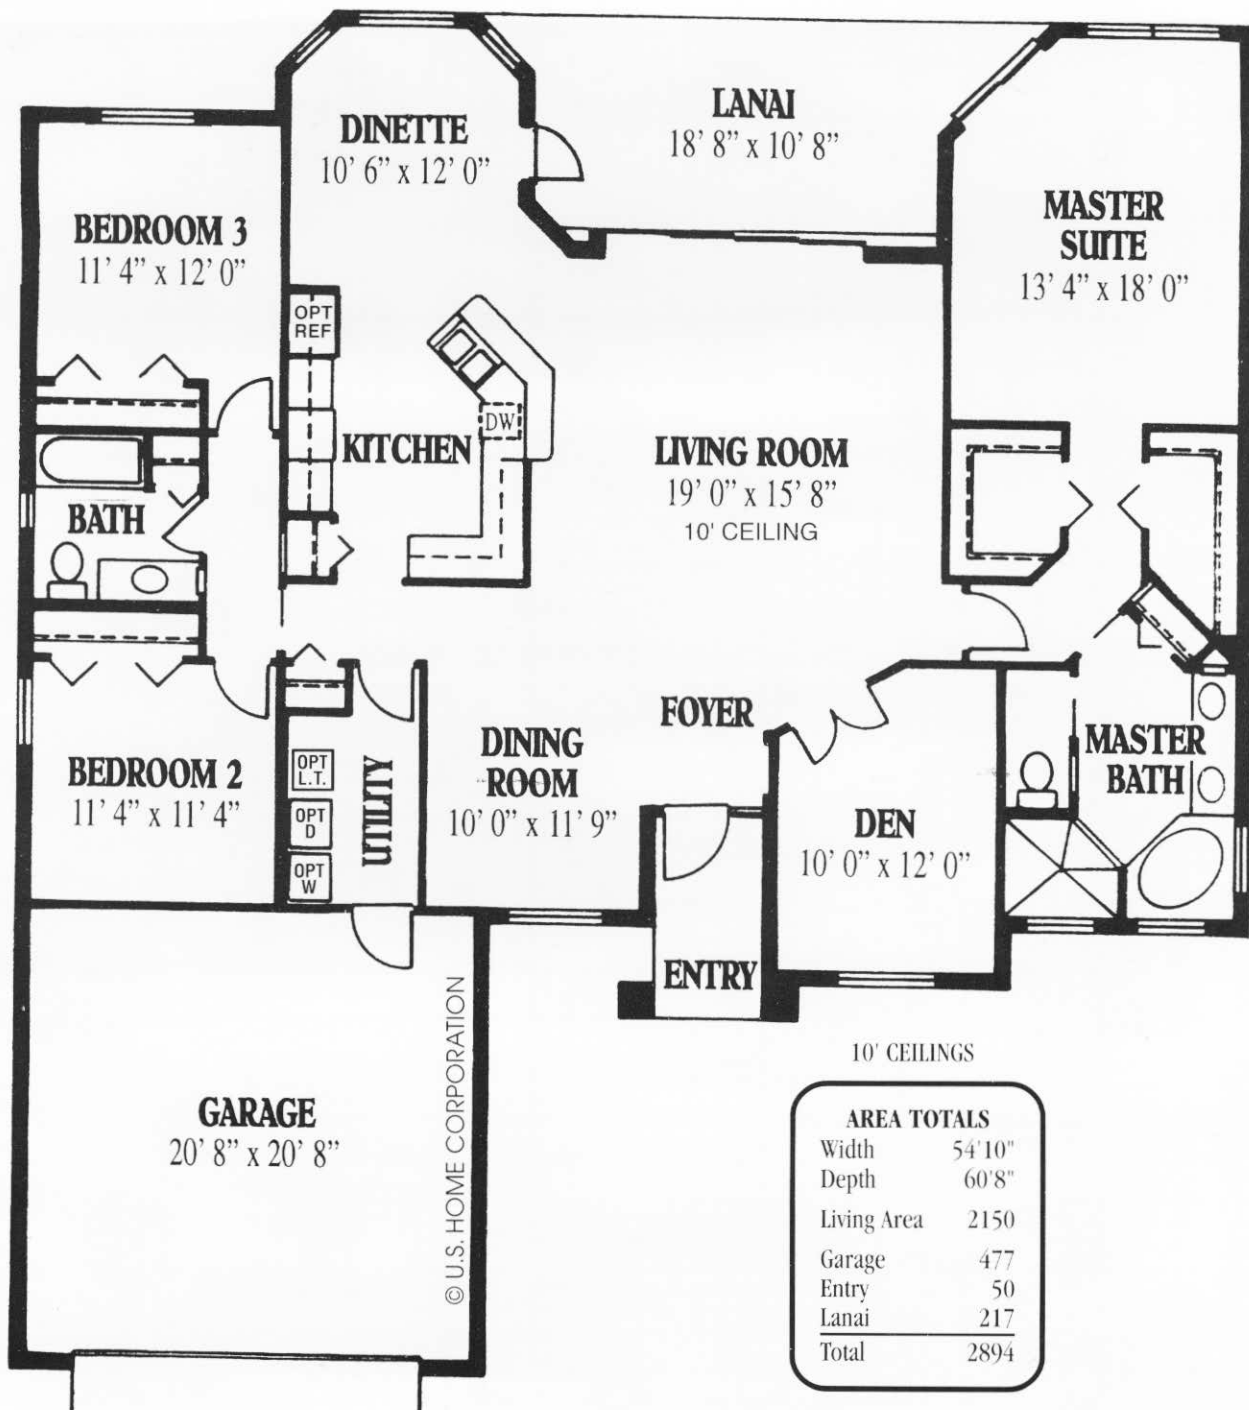 DINETTE
10' 6" x 12' 0"
LANAI
18' 8" x 10' 8"
BEDROOM 3
11' 4" x 12' 0"
MASTER
SUITE
13' 4" x 18' 0"
OPT
REF
DW
KITCHEN
LIVING ROOM
19' 0" x 15' 8"
10' CEILING
BATH
FOYER
BEDROOM 2
11' 4" x 11' 4"
OPT
L.T.
OPT
D
OPT
W
UTILITY
DINING
ROOM
10' 0" x 11' 9"
DEN
10' 0" x 12' 0"
MASTER
BATH
ENTRY
GARAGE
20' 8" x 20' 8"
© U.S. HOME CORPORATION
10' CEILINGS
AREA TOTALS
Width 54'10"
Depth 60'8"
Living Area 2150
Garage 477
Entry 50
Lanai 217
Total 2894